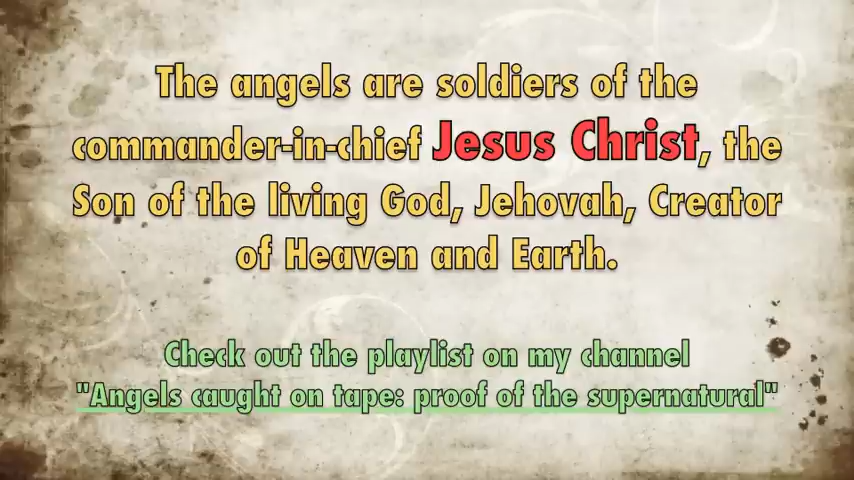 The angels are soldiers of the
commander-in-chief Jesus Christ, the
Son of the living God, Jehovah, Creator
of Heaven and Earth.
Check out the playlist on my channel
"Angels caught on tape: proof of the supernatural"